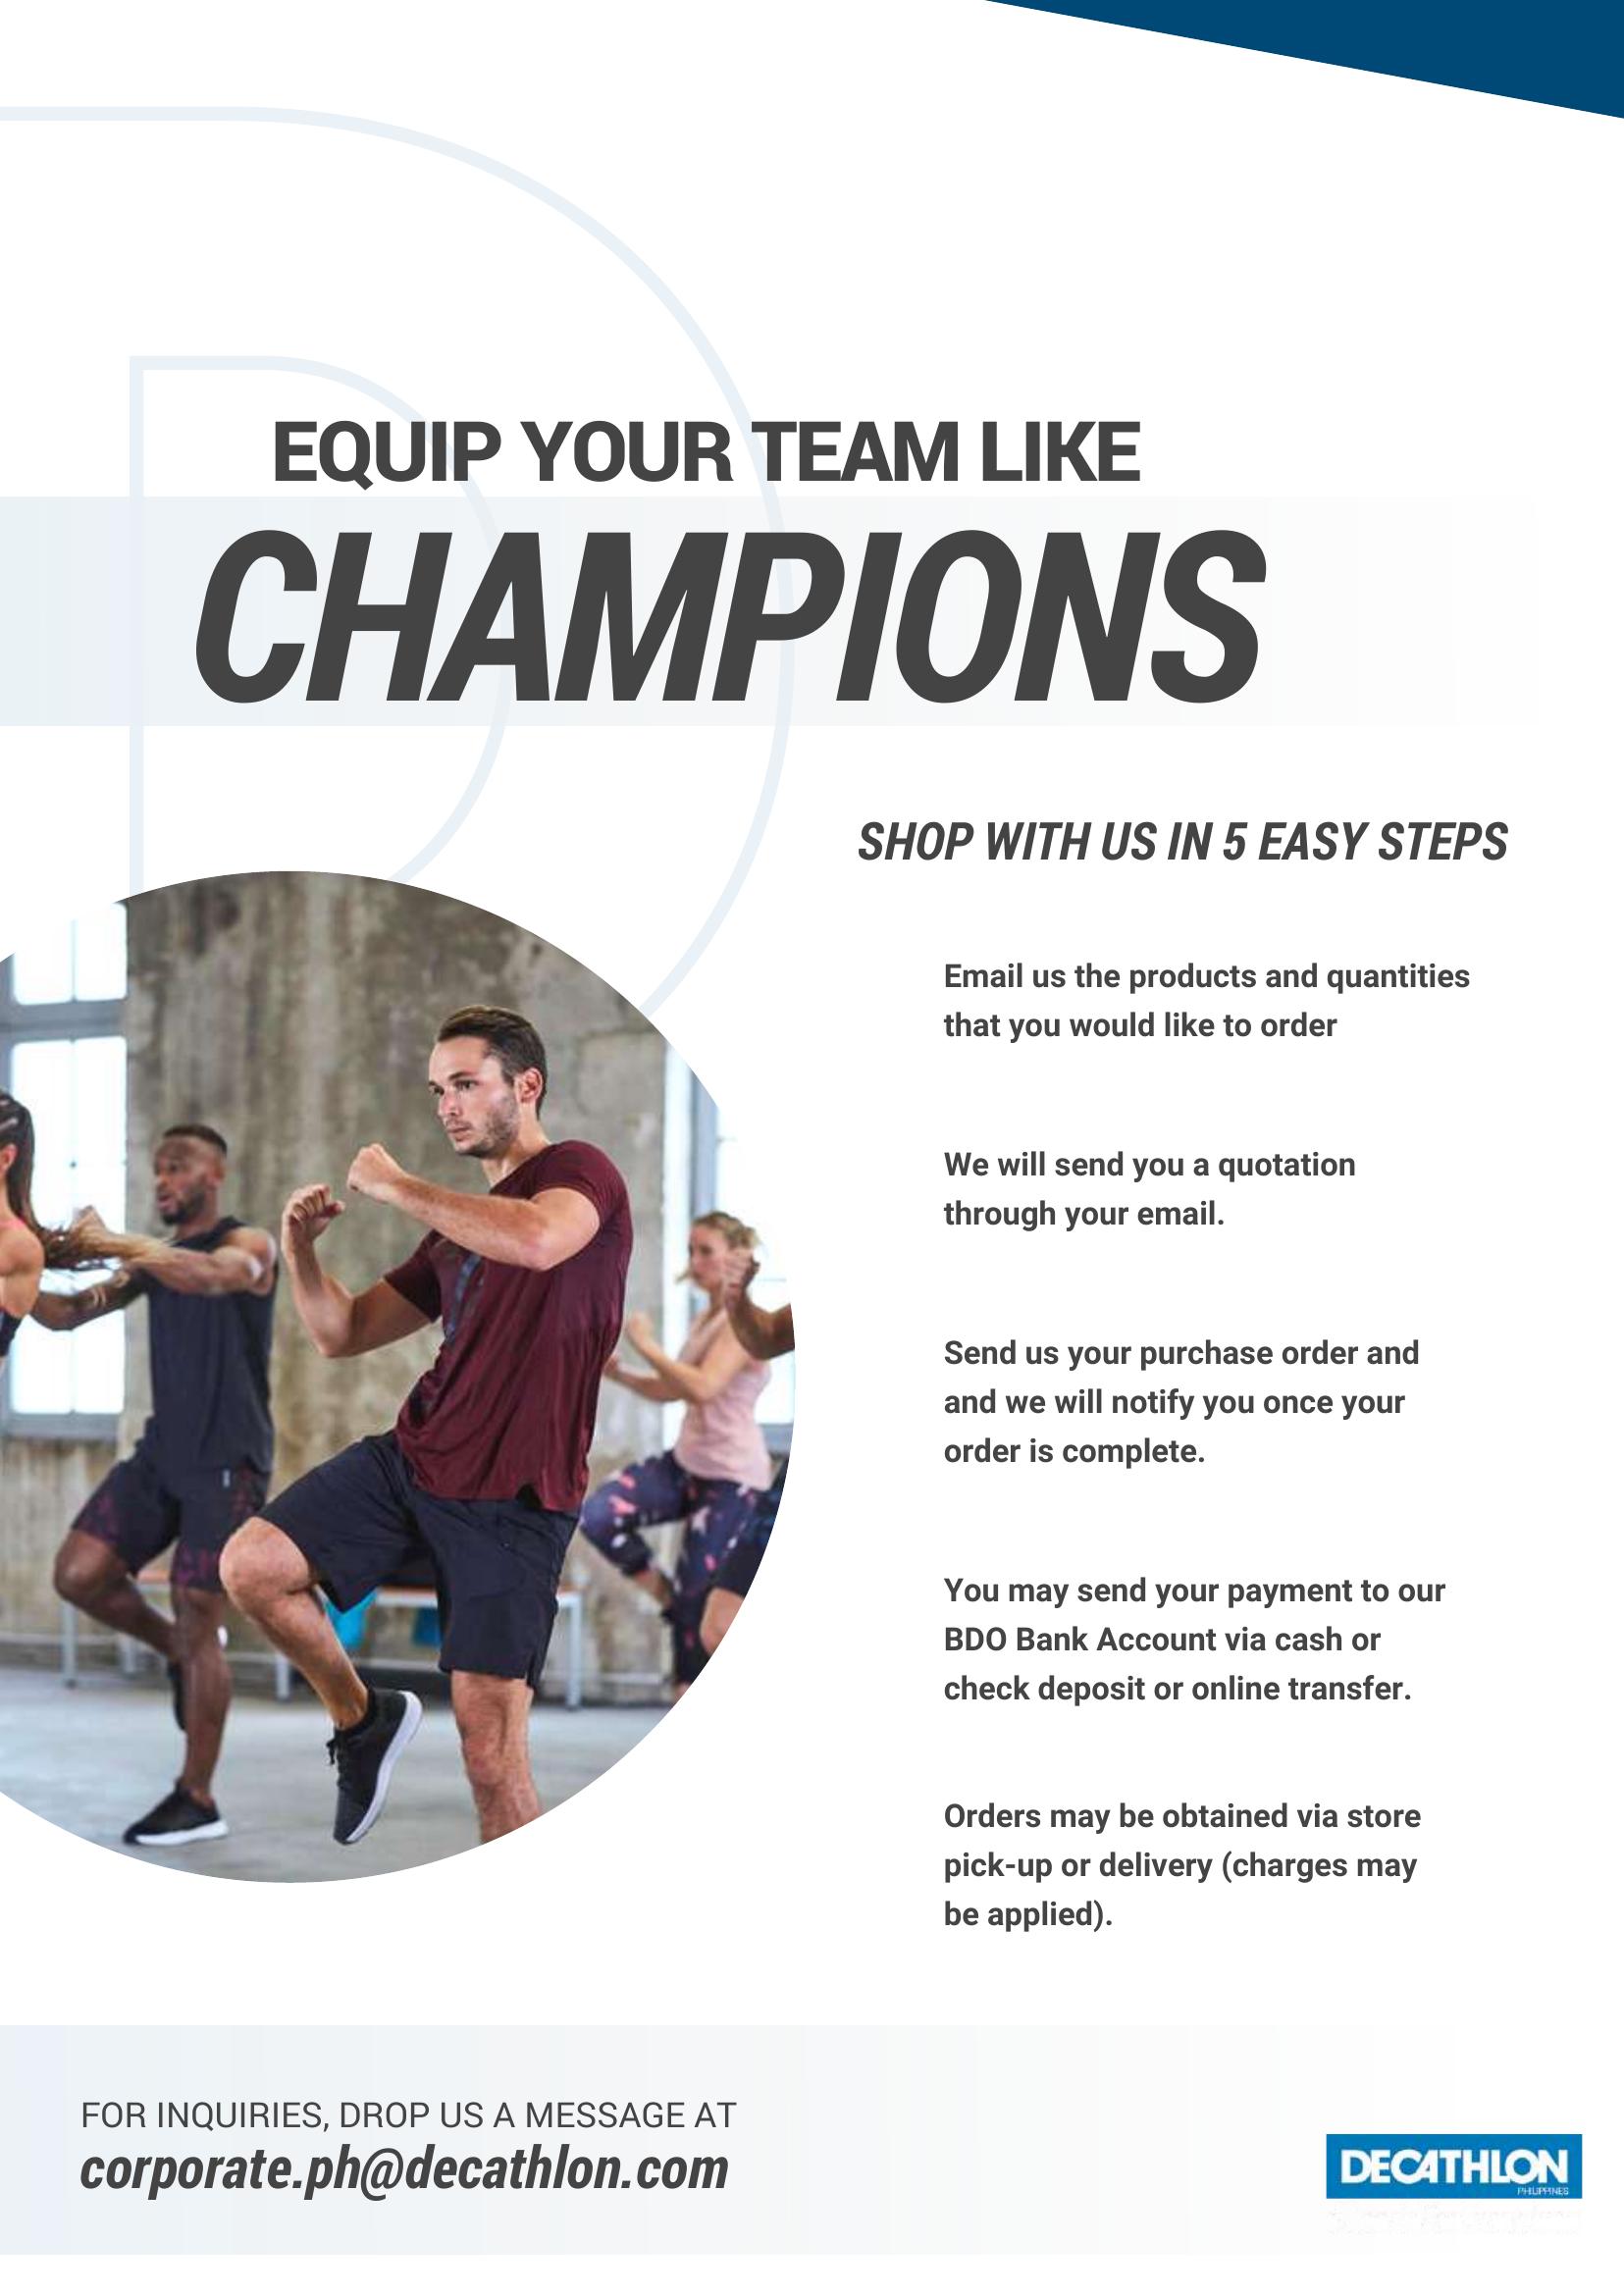 EQUIP YOUR TEAM LIKE
CHAMPIONS
SHOP WITH US IN 5 EASY STEPS
Email us the products and quantities
that you would like to order
We will send you a quotation
through your email.
Send us your purchase order and
and we will notify you once your
order is complete.
You may send your payment to our
BDO Bank Account via cash or
check deposit or online transfer.
Orders may be obtained via store
pick-up or delivery (charges may
be applied).
FOR INQUIRIES, DROP US A MESSAGE AT
corporate.ph@decathlon.com
DECATHLON
PHILIPPINES